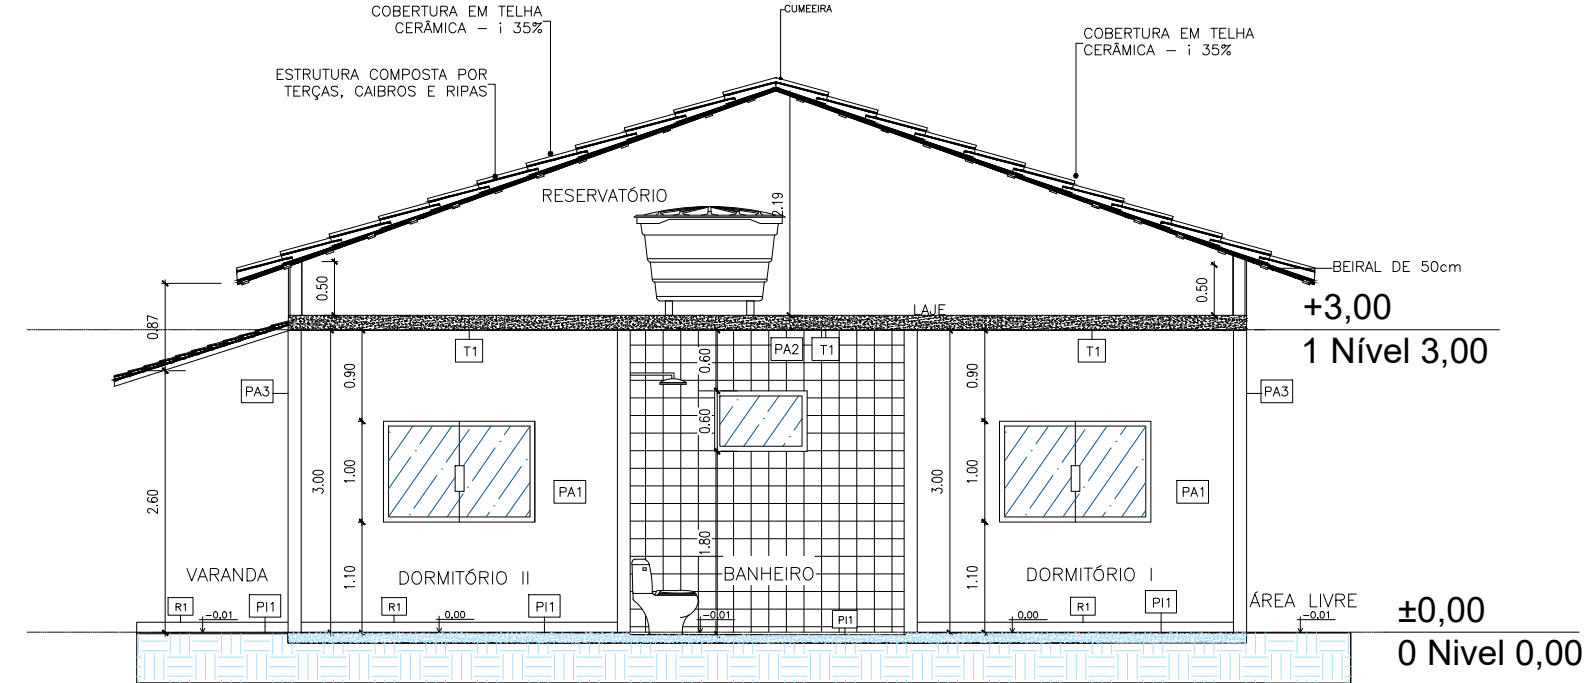 COBERTURA EM TELHA
CERÂMICA – i 35%
CUMEEIRA
COBERTURA EM TELHA
CERÂMICA – i 35%
ESTRUTURA COMPOSTA POR
TERÇAS, CAIBROS E RIPAS
RESERVATÓRIO
2.19
BEIRAL DE 50cm
0.50
0.50
0.87
LAJE
+3,00
1 Nível 3,00
T1
PA2
T1
T1
0.60
0.90
0.90
PA3
PA3
0.60
3.00
1.00
3.00
1.00
PA1
PA1
2.60
1.80
1.10
1.10
VARANDA
DORMITÓRIO II
BANHEIRO
DORMITÓRIO I
ÁREA LIVRE
±0,00
R1
-0.01
PI1
R1
0.00
PI1
-0.01
PI1
0.00
R1
PI1
-0.01
0 Nivel 0,00